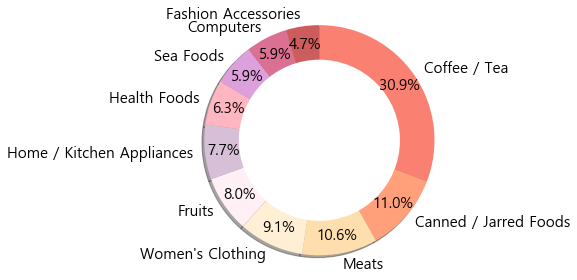 Fashion Accessories
Computers
Sea Foods
Health Foods
Home / Kitchen Appliances
Fruits
Women's Clothing
Meats
Canned / Jarred Foods
Coffee / Tea
4.7%
5.9%
5.9%
6.3%
7.7%
8.0%
9.1%
10.6%
11.0%
30.9%